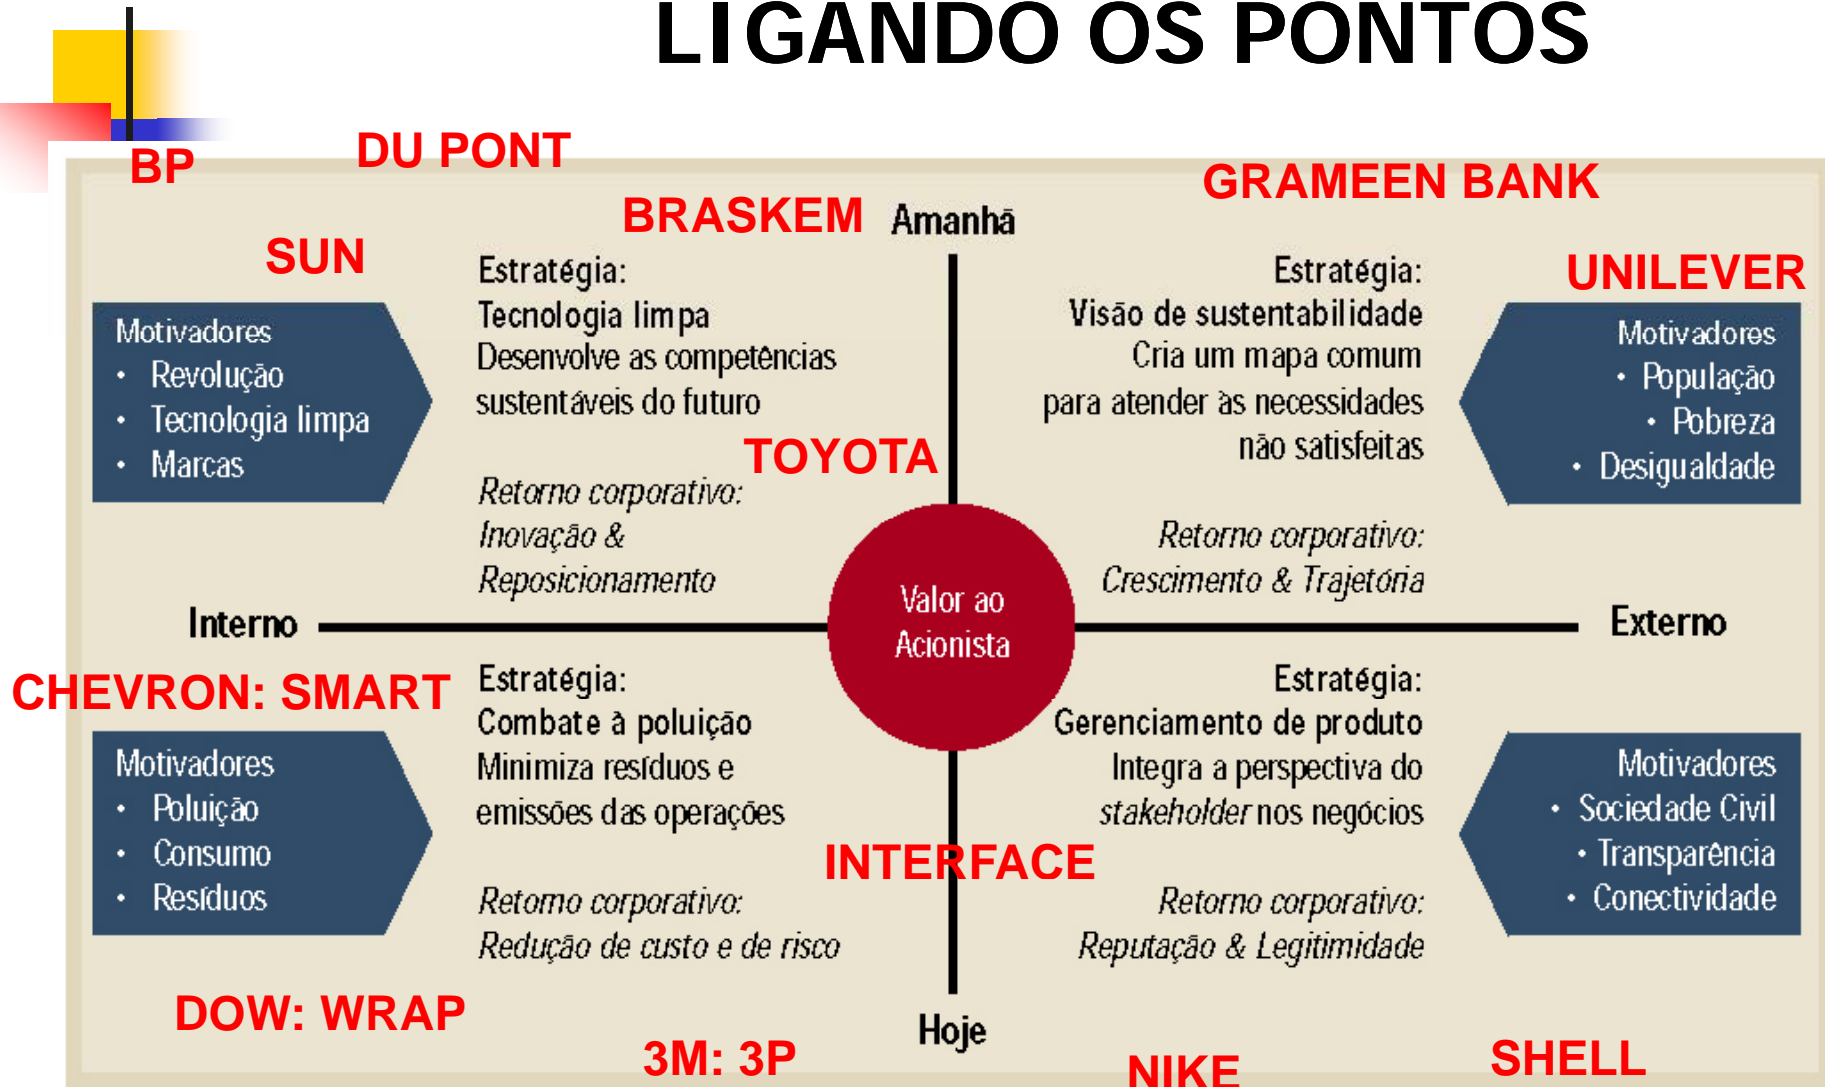 LIGANDO OS PONTOS
BP
DU PONT
GRAMEEN BANK
BRASKEM
Amanhã
SUN
UNILEVER
Estratégia:
Tecnologia limpa
Desenvolve as competências
sustentáveis do futuro
Motivadores
• Revolução
• Tecnologia limpa
• Marcas
TOYOTA
Retorno corporativo:
Inovação &
Reposicionamento
Estratégia:
Visão de sustentabilidade
Cria um mapa comum
para atender às necessidades
não satisfeitas
Motivadores
• População
• Pobreza
• Desigualdade
Retorno corporativo:
Crescimento & Trajetória
Interno
Valor ao
Acionista
Externo
CHEVRON: SMART
Estratégia:
Combate à poluição
Minimiza resíduos e
emissões das operações
Motivadores
• Poluição
• Consumo
• Resíduos
Retorno corporativo:
Redução de custo e de risco
Estratégia:
Gerenciamento de produto
Integra a perspectiva do
stakeholder nos negócios
Motivadores
• Sociedade Civil
• Transparência
• Conectividade
INTERFACE
Retorno corporativo:
Reputação & Legitimidade
DOW: WRAP
Hoje
3M: 3P
NIKE
SHELL